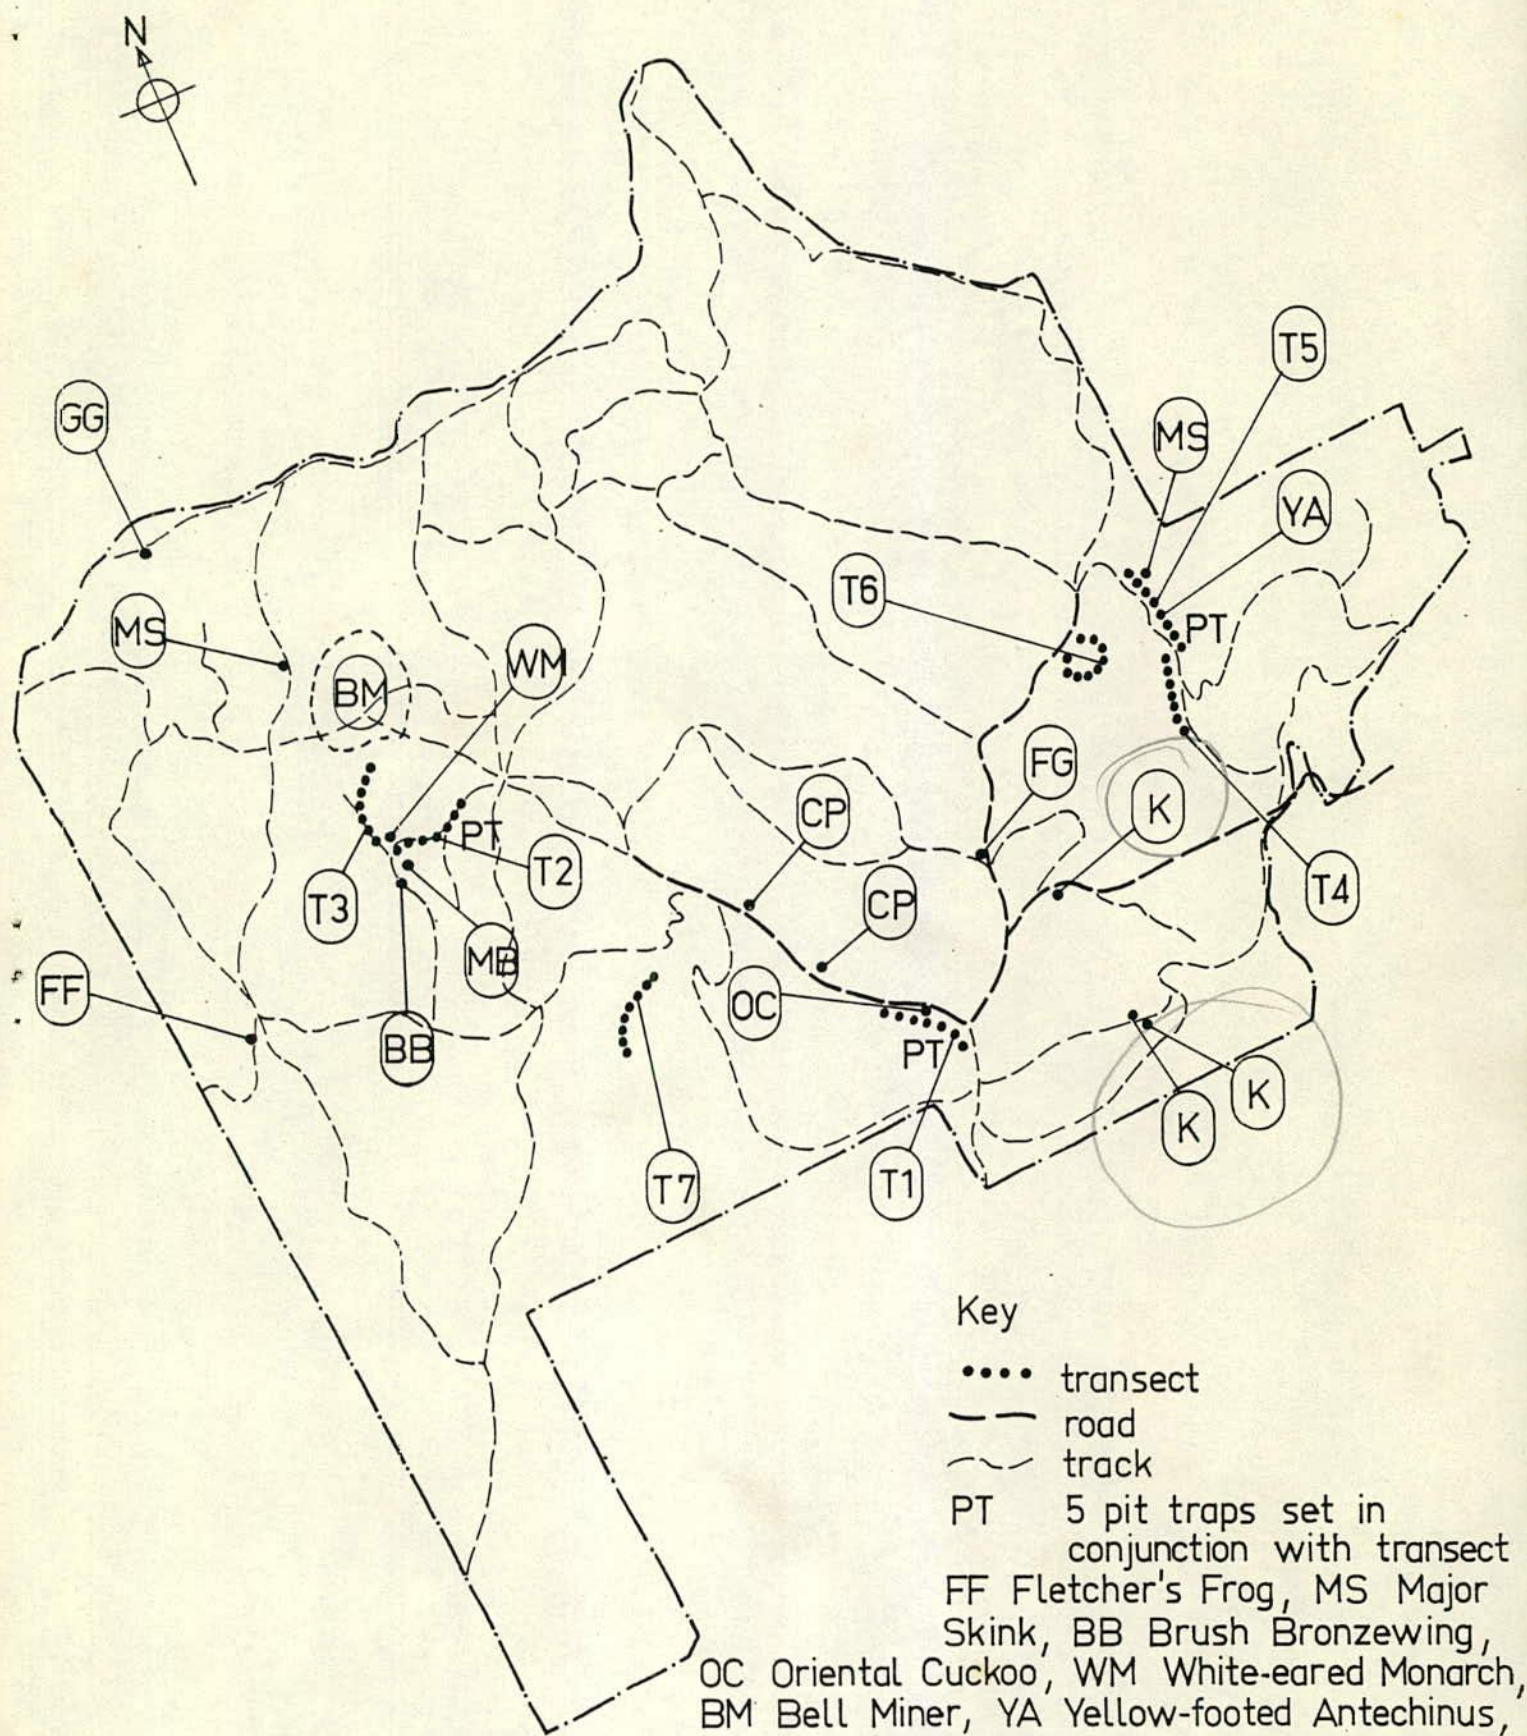 N
T5
GG
MS
YA
T6
MS
PT
WM
BM
FG
K
CP
PT
T2
CP
T4
T3
MB
FF
OC
BB
PT
K
K
T7
T1
Key
transect
road
track
PT 5 pit traps set in
conjunction with transect
FF Fletcher's Frog, MS Major
Skink, BB Brush Bronzewing,
OC Oriental Cuckoo, WM White-eared Monarch,
BM Bell Miner, YA Yellow-footed Antechinus,